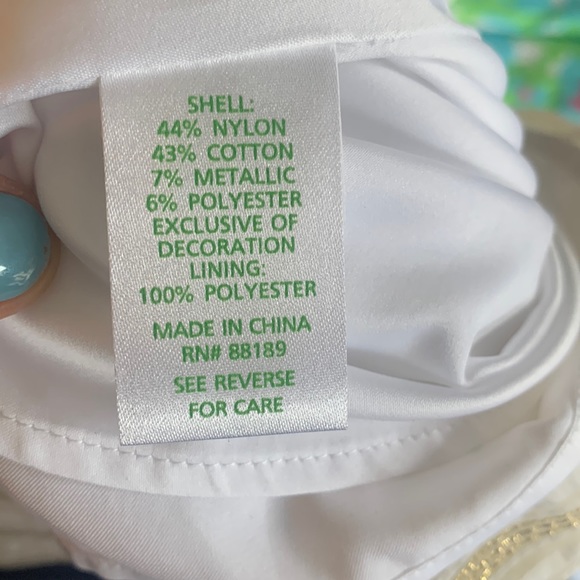 SHELL:
44% NYLON
43% COTTON
7% METALLIC
6% POLYESTER
EXCLUSIVE OF
DECORATION
LINING:
100% POLYESTER
MADE IN CHINA
RN# 88189
SEE REVERSE
FOR CARE